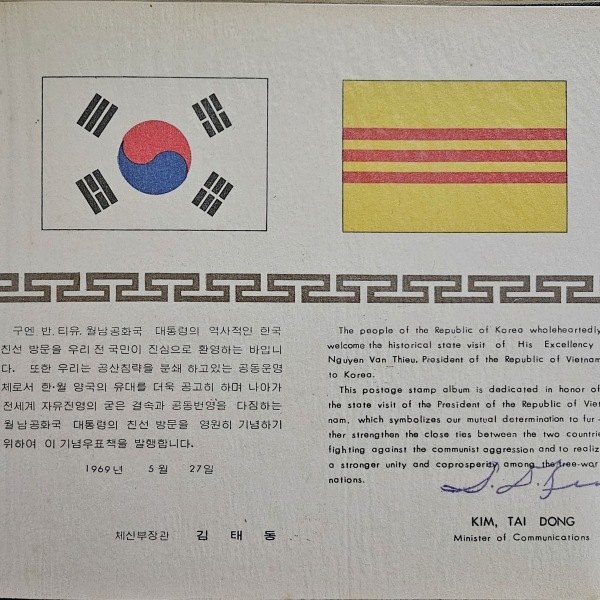 구엔. 반. 티유. 월남공화국 대통령의 역사적인 한국
친선 방문을 우리 전 국민이 진심으로 환영하는 바입니
다. 또한 우리는 공산침략을 분쇄 하고있는 공동운명
체로서 한·월 양국의 유대를 더욱 공고히 하며 나아가
전세계 자유진영의 굳은 결속과 공동번영을 다짐하는
월남공화국 대통령의 친선 방문을 영원히 기념하기
위하여 이 기념우표책을 발행합니다.
1969년 5월 27일
체신부장관 김 태 동
The people of the Republic of Korea wholeheartedly
welcome the historical state visit of His Excellency
Nguyen Van Thieu, President of the Republic of Vietnam
to Korea.
This postage stamp album is dedicated in honor of
the state visit of the President of the Republic of Viet
nam, which symbolizes our mutual determination to fur-
ther strengthen the close ties between the two countrie
fighting against the communist aggression and to realiz
a stronger unity and coprosperity among the free-wor
nations.
KIM, TAI DONG
Minister of Communications